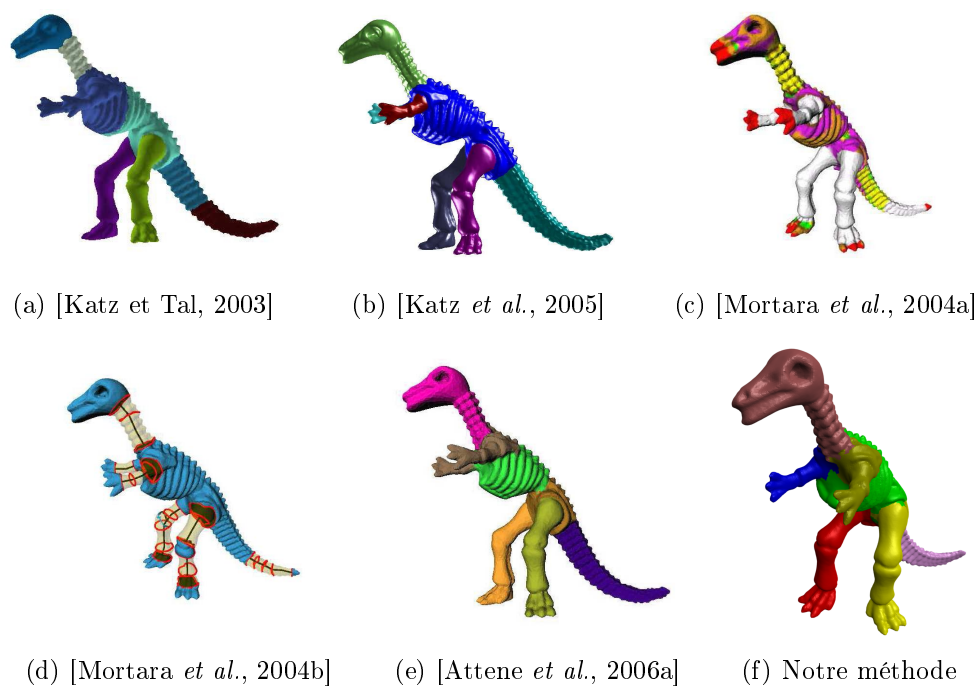 (a) [Katz et Tal, 2003]
(b) [Katz et al., 2005]
(c) [Mortara et al., 2004a]
(d) [Mortara et al., 2004b]
(e) [Attene et al., 2006a]
(f) Notre méthode